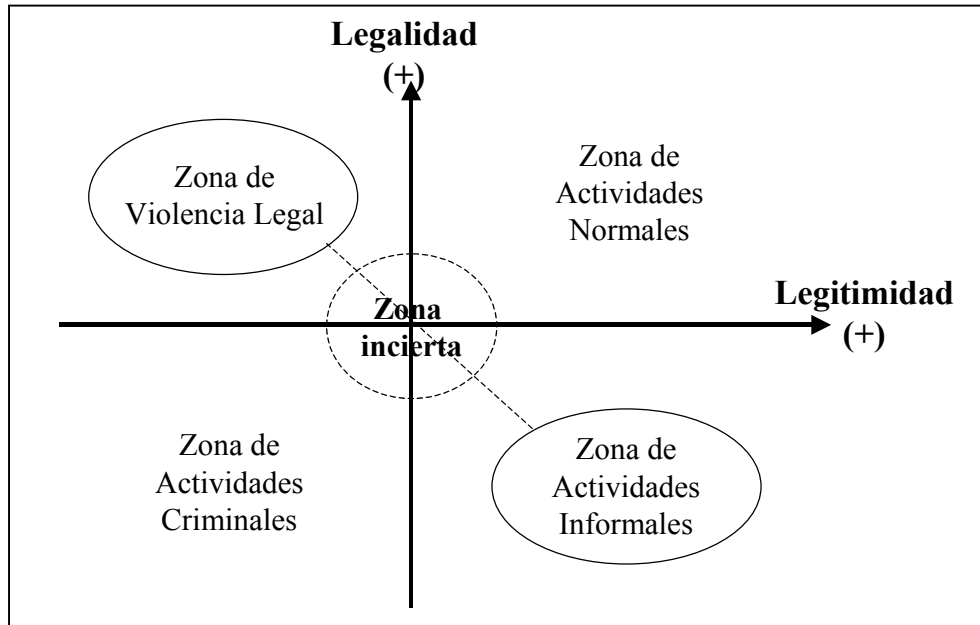 Legalidad
(+)
Zona de
Violencia Legal
Zona de
Actividades
Normales
Zona
incierta
Legitimidad
(+)
Zona de
Actividades
Criminales
Zona de
Actividades
Informales